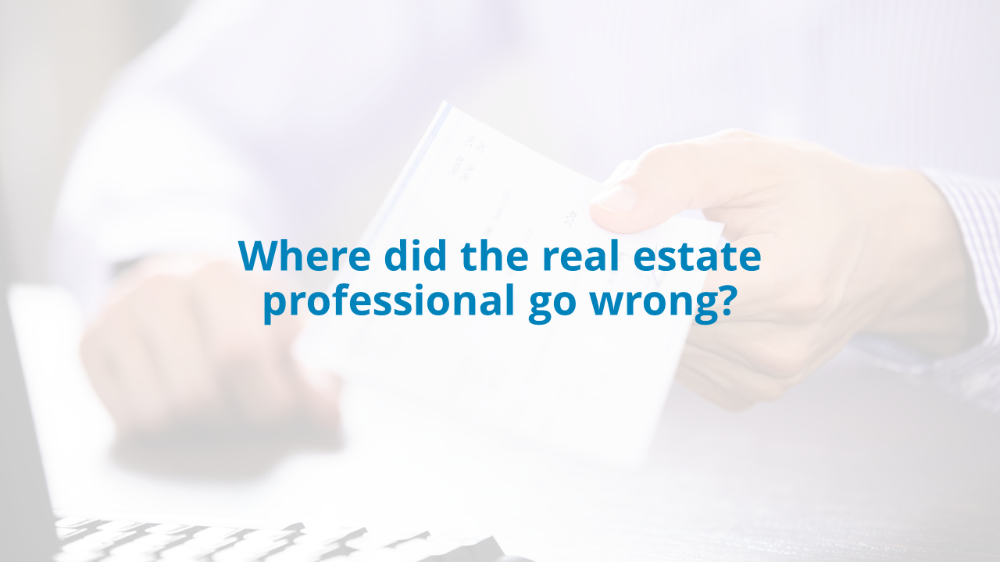 Where did the real estate
professional go wrong?